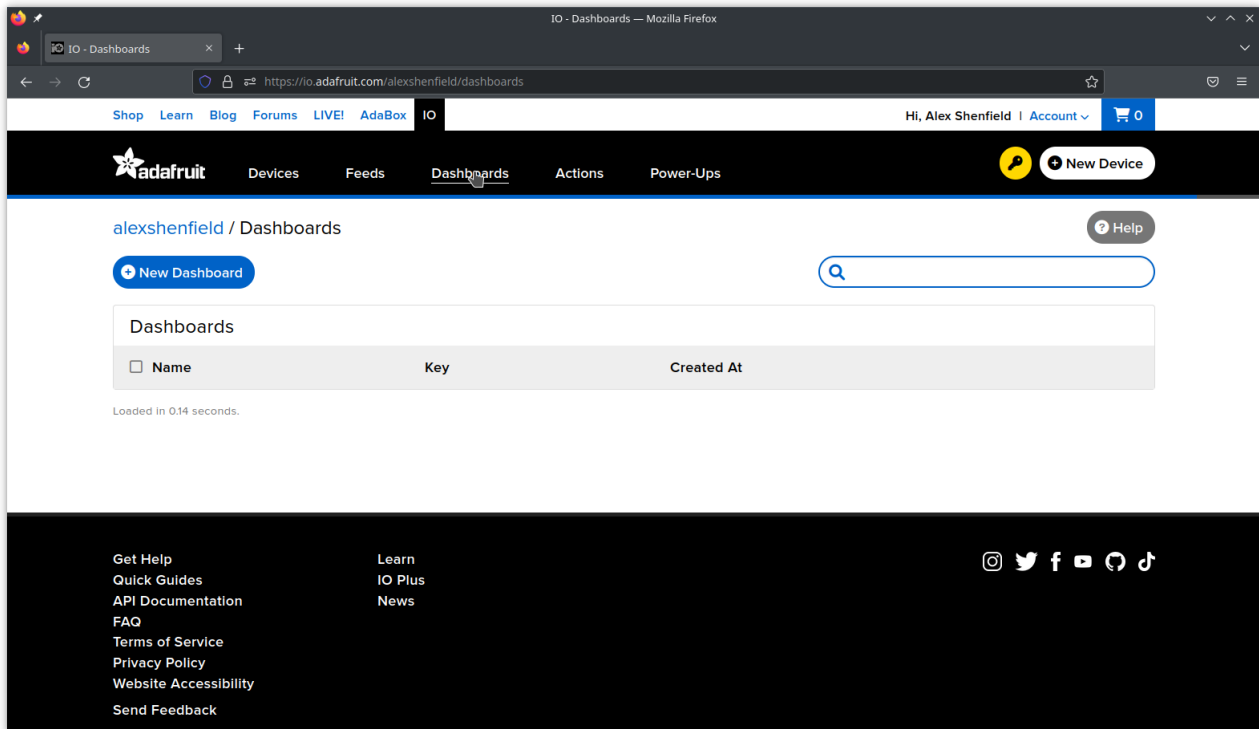 IO - Dashboards — Mozilla Firefox
IO - Dashboards
https://io.adafruit.com/alexshenfield/dashboards
Shop Learn Blog Forums LIVE! AdaBox IO Hi, Alex Shenfield | Account 0
adafruit Devices Feeds Dashboards Actions Power-Ups New Device
alexshenfield / Dashboards Help
New Dashboard
Dashboards
Name Key Created At
Loaded in 0.14 seconds.
Get Help Learn
Quick Guides IO Plus
API Documentation News
FAQ
Terms of Service
Privacy Policy
Website Accessibility
Send Feedback